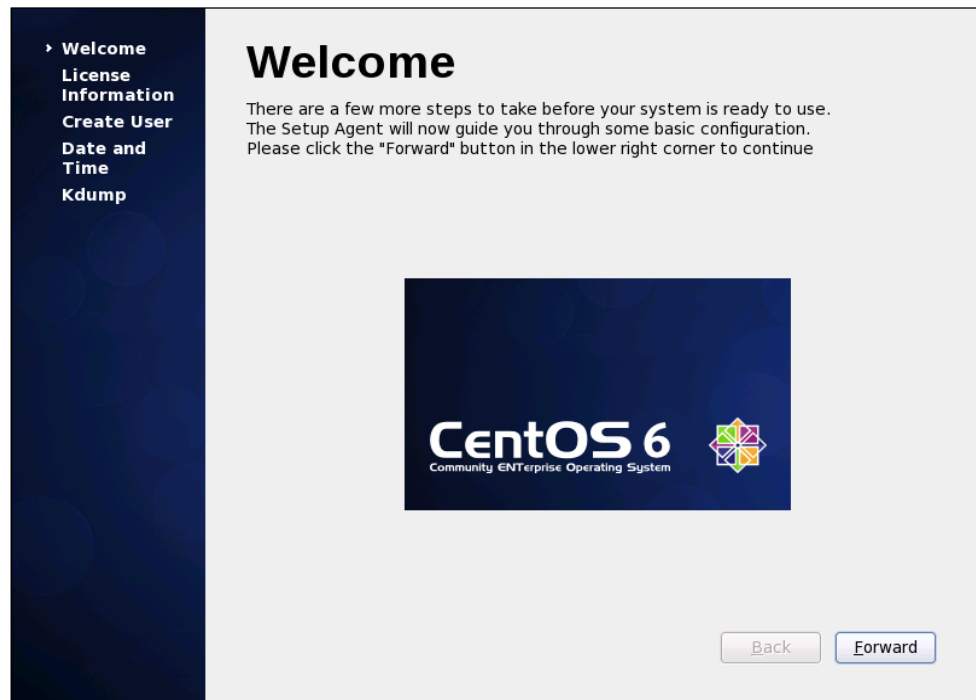 Welcome
License
Information
Create User
Date and
Time
Kdump
Welcome
There are a few more steps to take before your system is ready to use.
The Setup Agent will now guide you through some basic configuration.
Please click the "Forward" button in the lower right corner to continue
CentOS 6
Community ENTerprise Operating System
Back
Forward